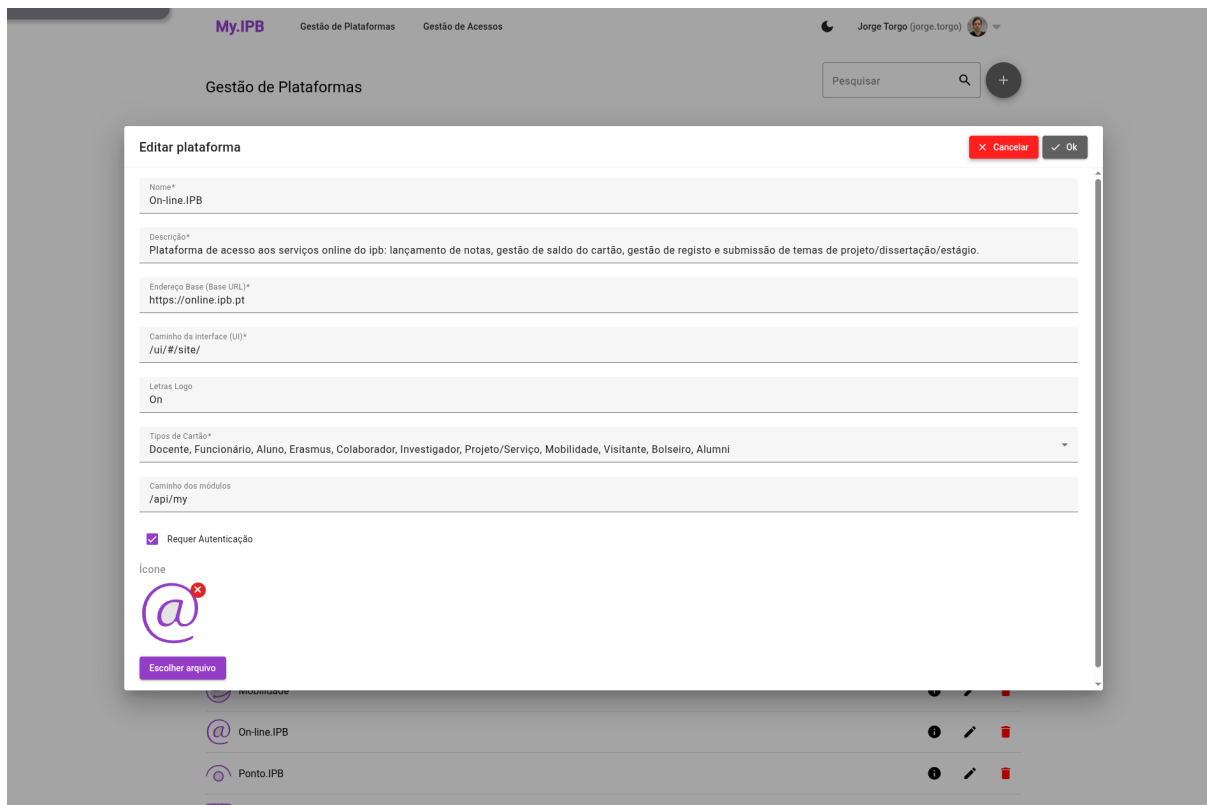 My.IPB
Gestão de Plataformas
Gestão de Acessos
Jorge Torgo (jorge.torgo)
Gestão de Plataformas
Pesquisar
Editar plataforma
Cancelar
Ok
Nome*
On-line.IPB
Descrição*
Plataforma de acesso aos serviços online do ipb: lançamento de notas, gestão de saldo do cartão, gestão de registo e submissão de temas de projeto/dissertação/estágio.
Endereço Base (Base URL)*
https://online.ipb.pt
Caminho da interface (UI)*
/ui/#/site/
Letras Logo
On
Tipos de Cartão*
Docente, Funcionário, Aluno, Erasmus, Colaborador, Investigador, Projeto/Serviço, Mobilidade, Visitante, Bolseiro, Alumni
Caminho dos módulos
/api/my
Requer Autenticação
Ícone
@
Escolher arquivo
Mobilidade
@ On-line.IPB
Ponto.IPB